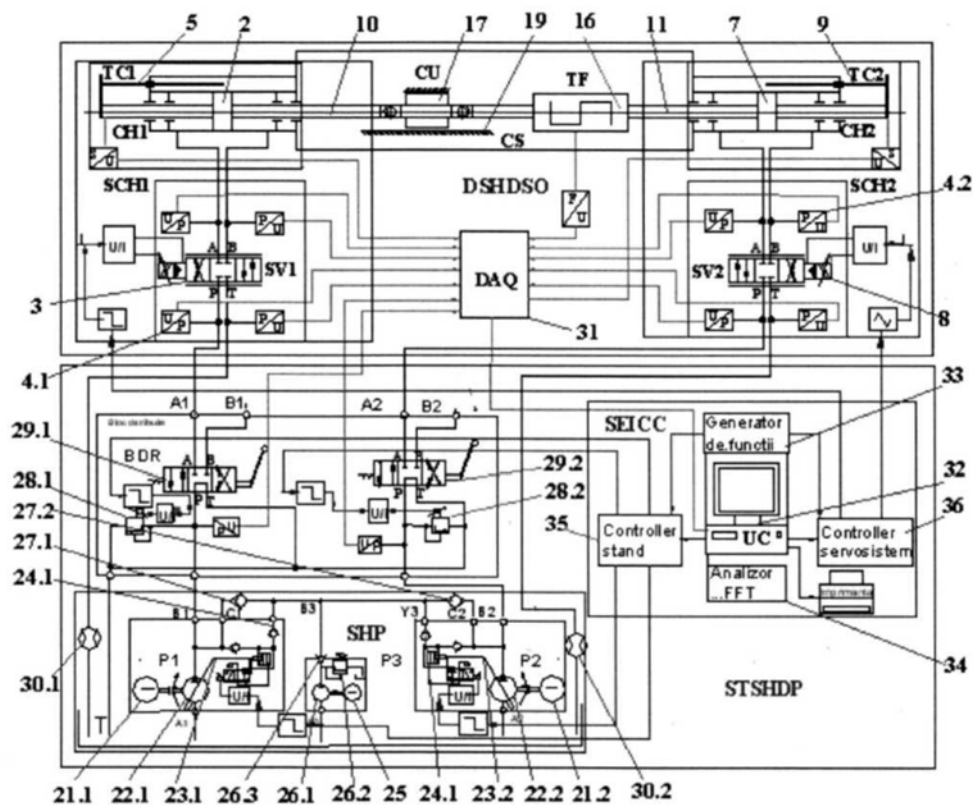 5 2 10 17 19 16 11 7 9
TC1 CU TF TC2
CH1 CS CH2
SCH1 DSHDSO SCH2
4.2
U/P P/U F/U U/P P/U
U/I A B A B U/I
SV1 DAQ SV2
P T P T
3 U/P P/U 31 U/P P/U 8
4.1
A1 B1 A2 B2 33
SEICC
Generator
de.functii
29.1 BDR A B A B 29.2 32
28.1 P T P T 28.2 36
27.2 U/I U/I 35
Controller
stand
UC
Controller
servosistem
27.1
24.1
Analizor
...FFT
B1 C B3 Y3 C2 B2
SHP
P1 P3 P2
30.1 U/I U/I 34
T A1 STSHDP
21.1 22.1 23.1 26.3 26.1 26.2 25 24.1 23.2 22.2 21.2 30.2